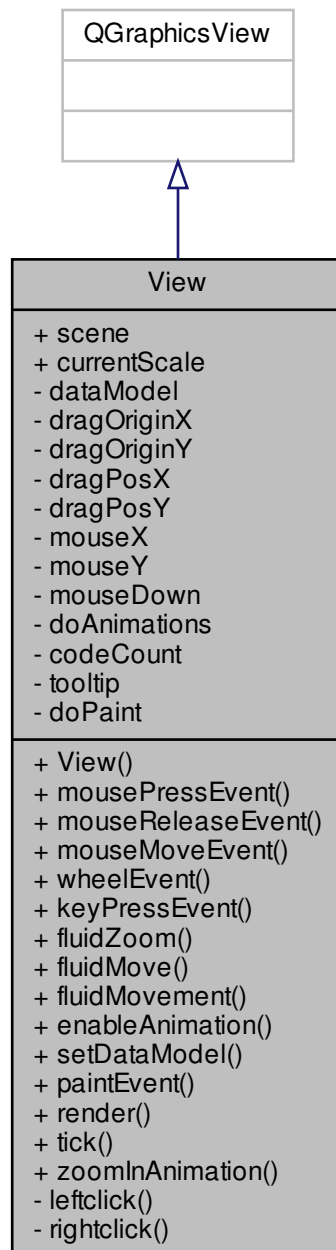 QGraphicsView
View
+ scene
+ currentScale
- dataModel
- dragOriginX
- dragOriginY
- dragPosX
- dragPosY
- mouseX
- mouseY
- mouseDown
- doAnimations
- codeCount
- tooltip
- doPaint
+ View()
+ mousePressEvent()
+ mouseReleaseEvent()
+ mouseMoveEvent()
+ wheelEvent()
+ keyPressEvent()
+ fluidZoom()
+ fluidMove()
+ fluidMovement()
+ enableAnimation()
+ setDataModel()
+ paintEvent()
+ render()
+ tick()
+ zoomInAnimation()
- leftclick()
- rightclick()